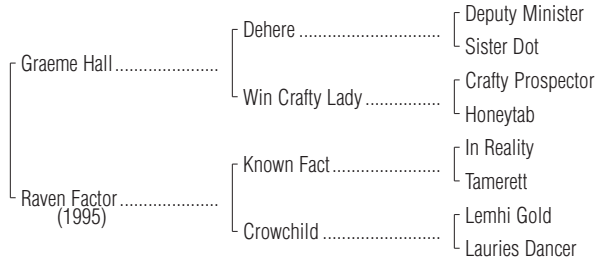 Deputy Minister
Dehere
Sister Dot
Graeme Hall
Crafty Prospector
Win Crafty Lady
Honeytab
In Reality
Known Fact
Tamerett
Raven Factor
(1995)
Lemhi Gold
Crowchild
Lauries Dancer